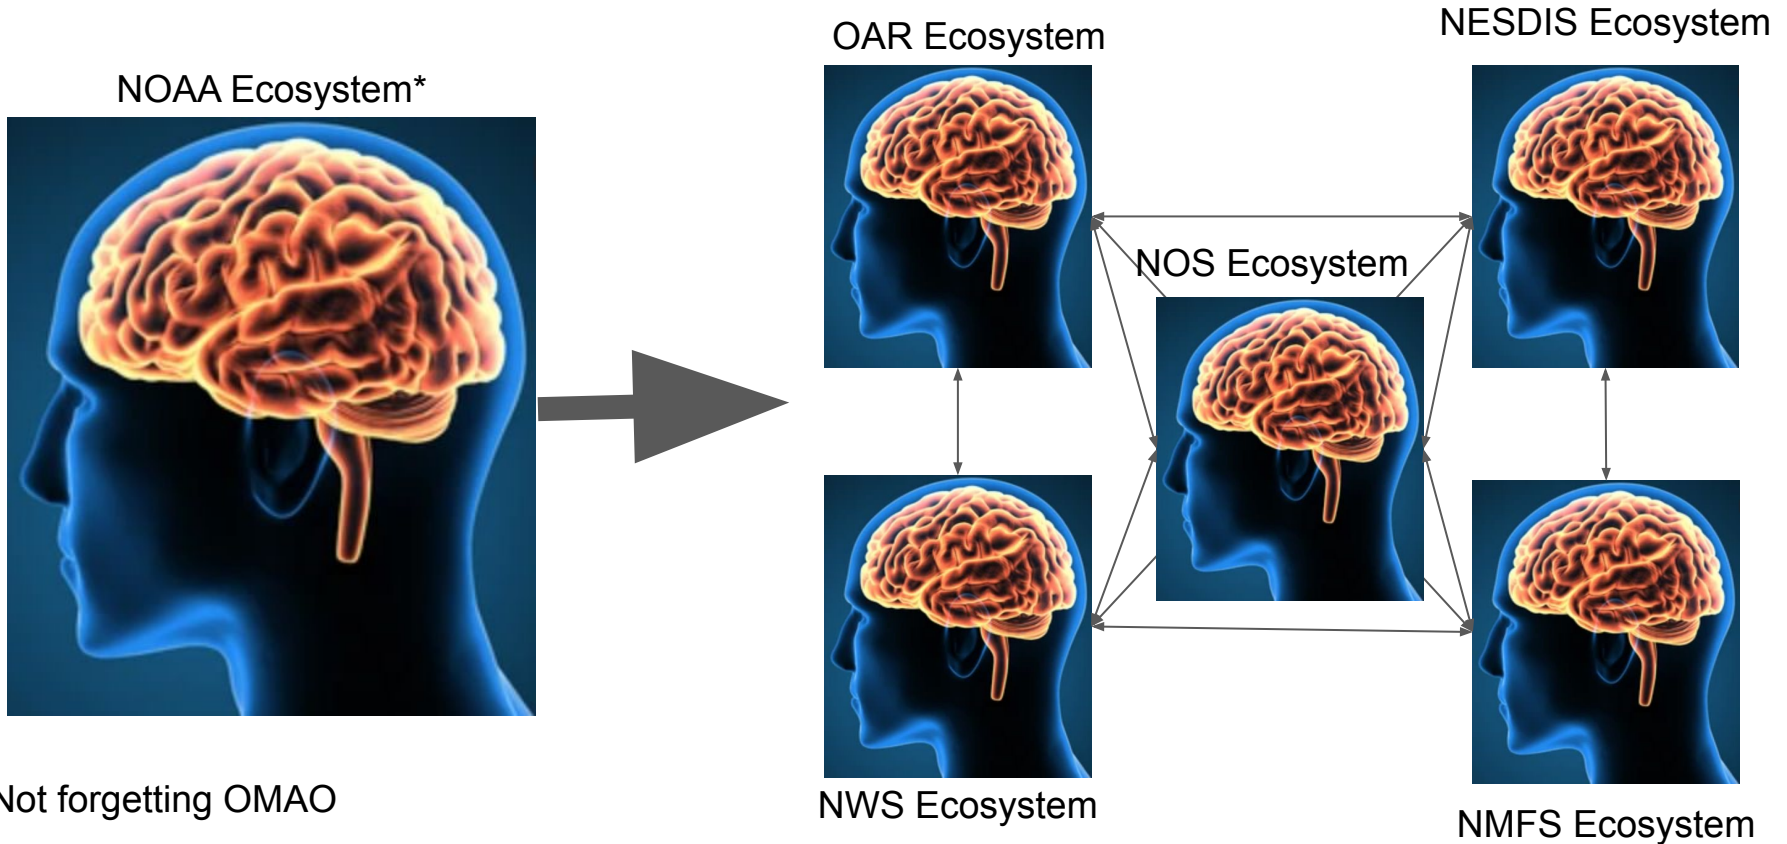 NOAA Ecosystem*
OAR Ecosystem
NESDIS Ecosystem
NOS Ecosystem
NWS Ecosystem
NMFS Ecosystem
Not forgetting OMAO